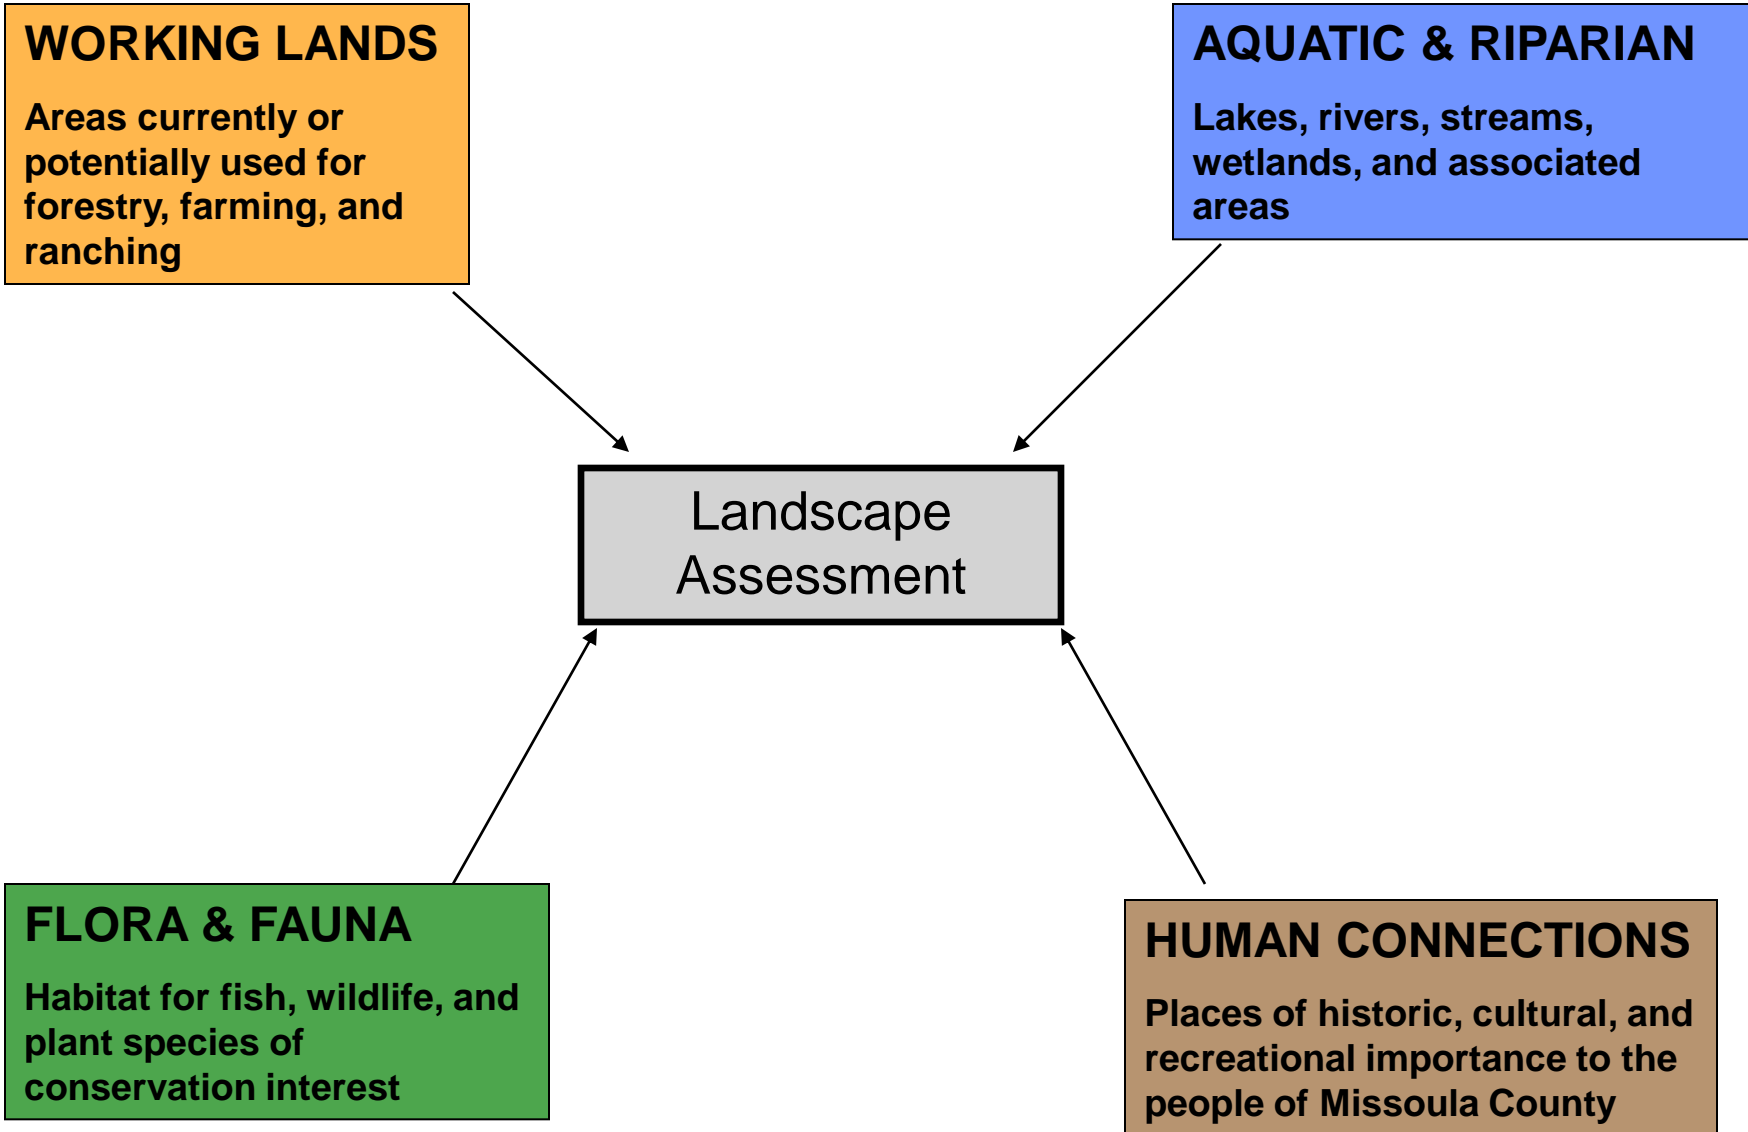 WORKING LANDS
Areas currently or
potentially used for
forestry, farming, and
ranching
AQUATIC & RIPARIAN
Lakes, rivers, streams,
wetlands, and associated
areas
Landscape
Assessment
FLORA & FAUNA
Habitat for fish, wildlife, and
plant species of
conservation interest
HUMAN CONNECTIONS
Places of historic, cultural, and
recreational importance to the
people of Missoula County